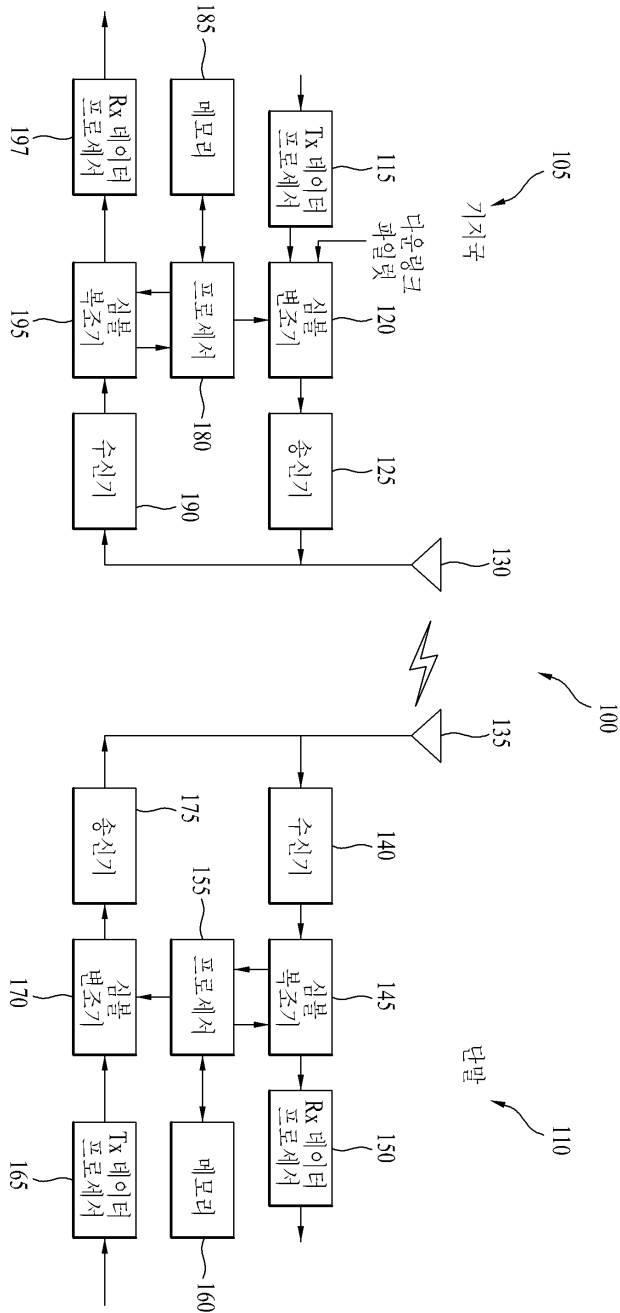 100
105
110
기지국
단말
130
135
다운링크
파일럿
115
120
125
140
145
150
Tx 데이터
프로세서
심볼
변조기
송신기
수신기
심볼
복조기
Rx 데이터
프로세서
185
메모리
프로세서
180
155
프로세서
메모리
160
190
175
Rx 데이터
프로세서
심볼
복조기
수신기
송신기
심볼
변조기
Tx 데이터
프로세서
197
195
170
165